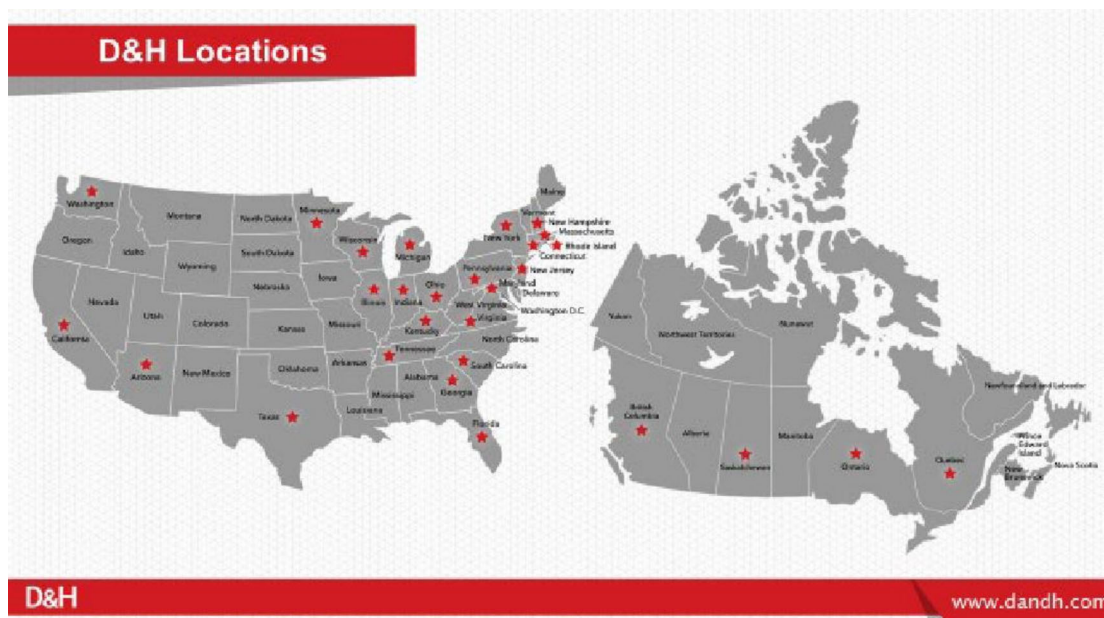 D&H Locations
Washington
Montana
North Dakota
Minnesota
Maine
Vermont
New Hampshire
Massachusetts
Rhode Island
Connecticut
New York
Oregon
Idaho
Wyoming
South Dakota
Wisconsin
Michigan
Pennsylvania
New Jersey
Maryland
Delaware
Washington D.C.
Nevada
Utah
Colorado
Nebraska
Iowa
Illinois
Indiana
Ohio
West Virginia
Virginia
California
Kansas
Missouri
Kentucky
North Carolina
Arizona
New Mexico
Oklahoma
Arkansas
Tennessee
South Carolina
Texas
Louisiana
Mississippi
Alabama
Georgia
Florida
Yukon
Northwest Territories
Nunavut
British
Columbia
Alberta
Saskatchewan
Manitoba
Ontario
Quebec
Newfoundland and Labrador
Prince
Edward
Island
New
Brunswick
Nova Scotia
D&H
www.dandh.com